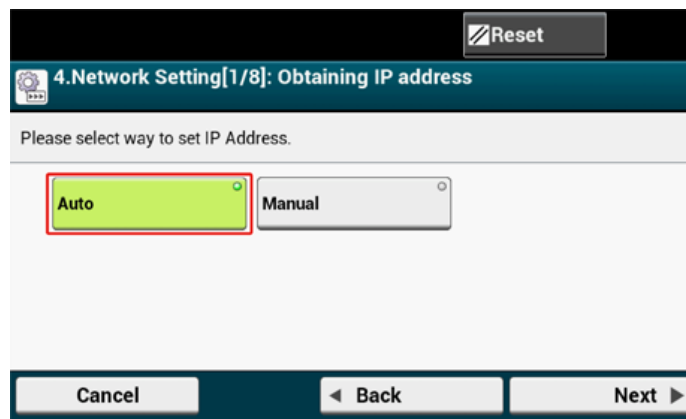 Reset
4.Network Setting[1/8]: Obtaining IP address
Please select way to set IP Address.
Auto
Manual
Cancel
Back
Next